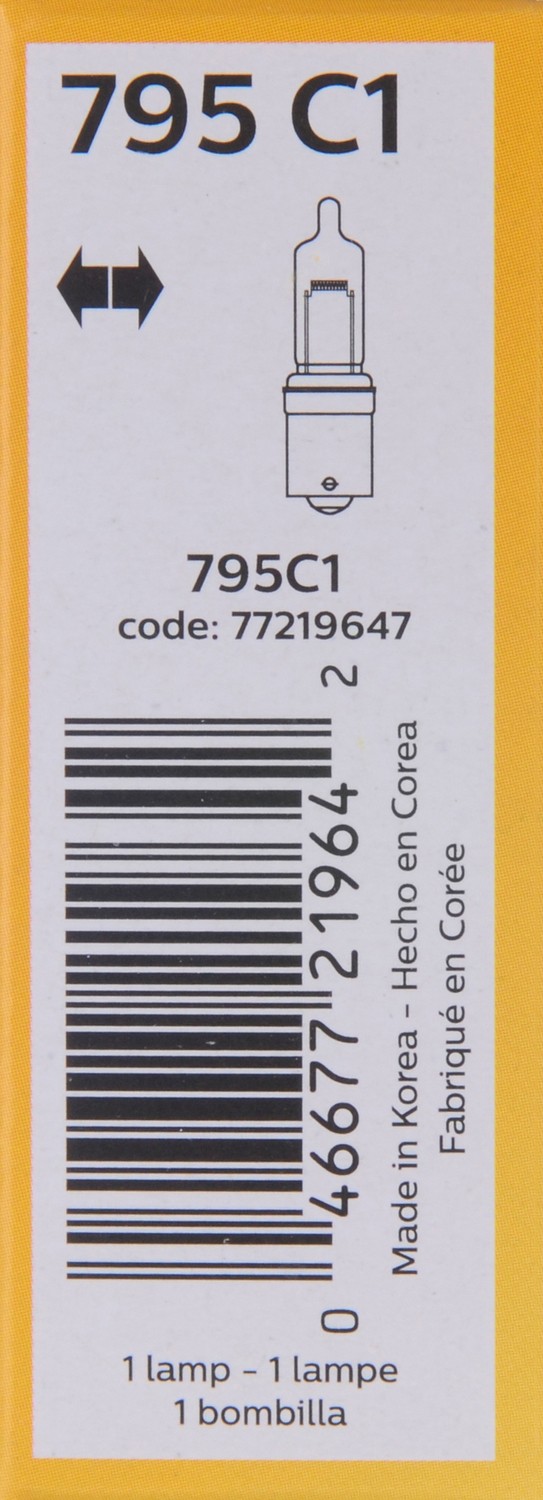 795 C1
795C1
code: 77219647
0 46677 21964 2
Made in Korea - Hecho en Corea
Fabriqué en Corée
1 lamp - 1 lampe
1 bombilla